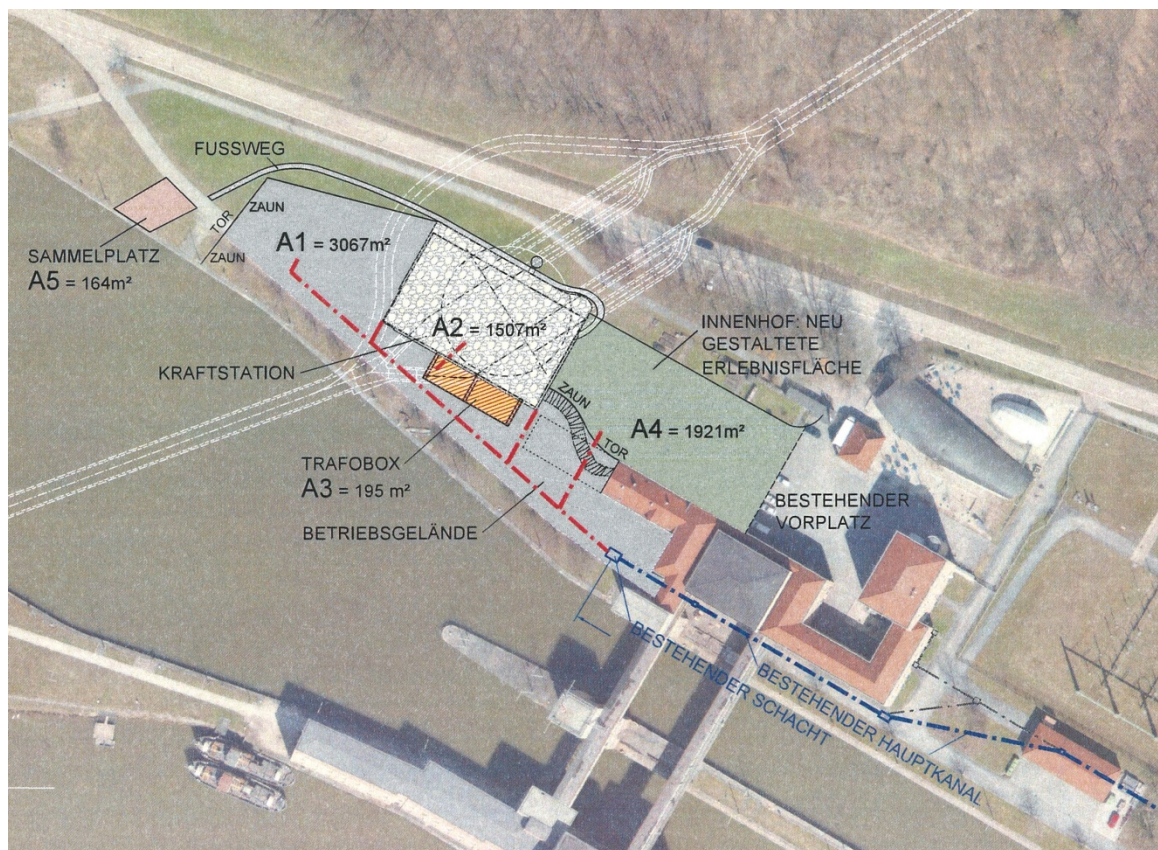 FUSSWEG
ZAUN
TOR
ZAUN
A1 = 3067m²
SAMMELPLATZ
A5 = 164m²
A2 = 1507m²
KRAFTSTATION
INNENHOF: NEU
GESTALTETE
ERLEBNISFLÄCHE
ZAUN
TOR
A4 = 1921m²
TRAFOBOX
A3 = 195 m²
BETRIEBSGELÄNDE
BESTEHENDER
VORPLATZ
BESTEHENDER SCHACHT
BESTEHENDER HAUPTKANAL